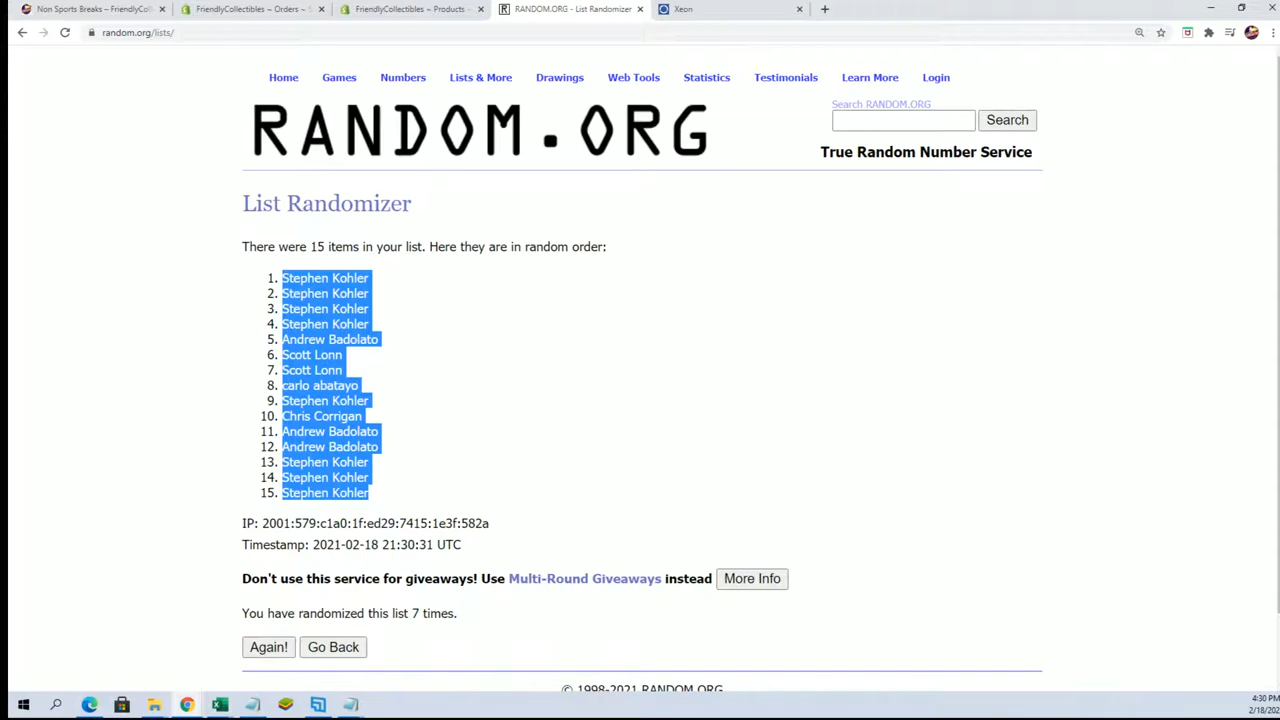 Non Sports Breaks – FriendlyColl
FriendlyCollectibles ~ Orders ~ S
FriendlyCollectibles ~ Products ~
RANDOM.ORG - List Randomizer
Xeon
random.org/lists/
Home Games Numbers Lists & More Drawings Web Tools Statistics Testimonials Learn More Login
RANDOM.ORG
Search RANDOM.ORG
Search
True Random Number Service
List Randomizer
There were 15 items in your list. Here they are in random order:
1. Stephen Kohler
2. Stephen Kohler
3. Stephen Kohler
4. Stephen Kohler
5. Andrew Badolato
6. Scott Lonn
7. Scott Lonn
8. carlo abatayo
9. Stephen Kohler
10. Chris Corrigan
11. Andrew Badolato
12. Andrew Badolato
13. Stephen Kohler
14. Stephen Kohler
15. Stephen Kohler
IP: 2001:579:c1a0:1f:ed29:7415:1e3f:582a
Timestamp: 2021-02-18 21:30:31 UTC
Don't use this service for giveaways! Use Multi-Round Giveaways instead More Info
You have randomized this list 7 times.
Again! Go Back
© 1998-2021 RANDOM.ORG
4:30 PM
2/18/202